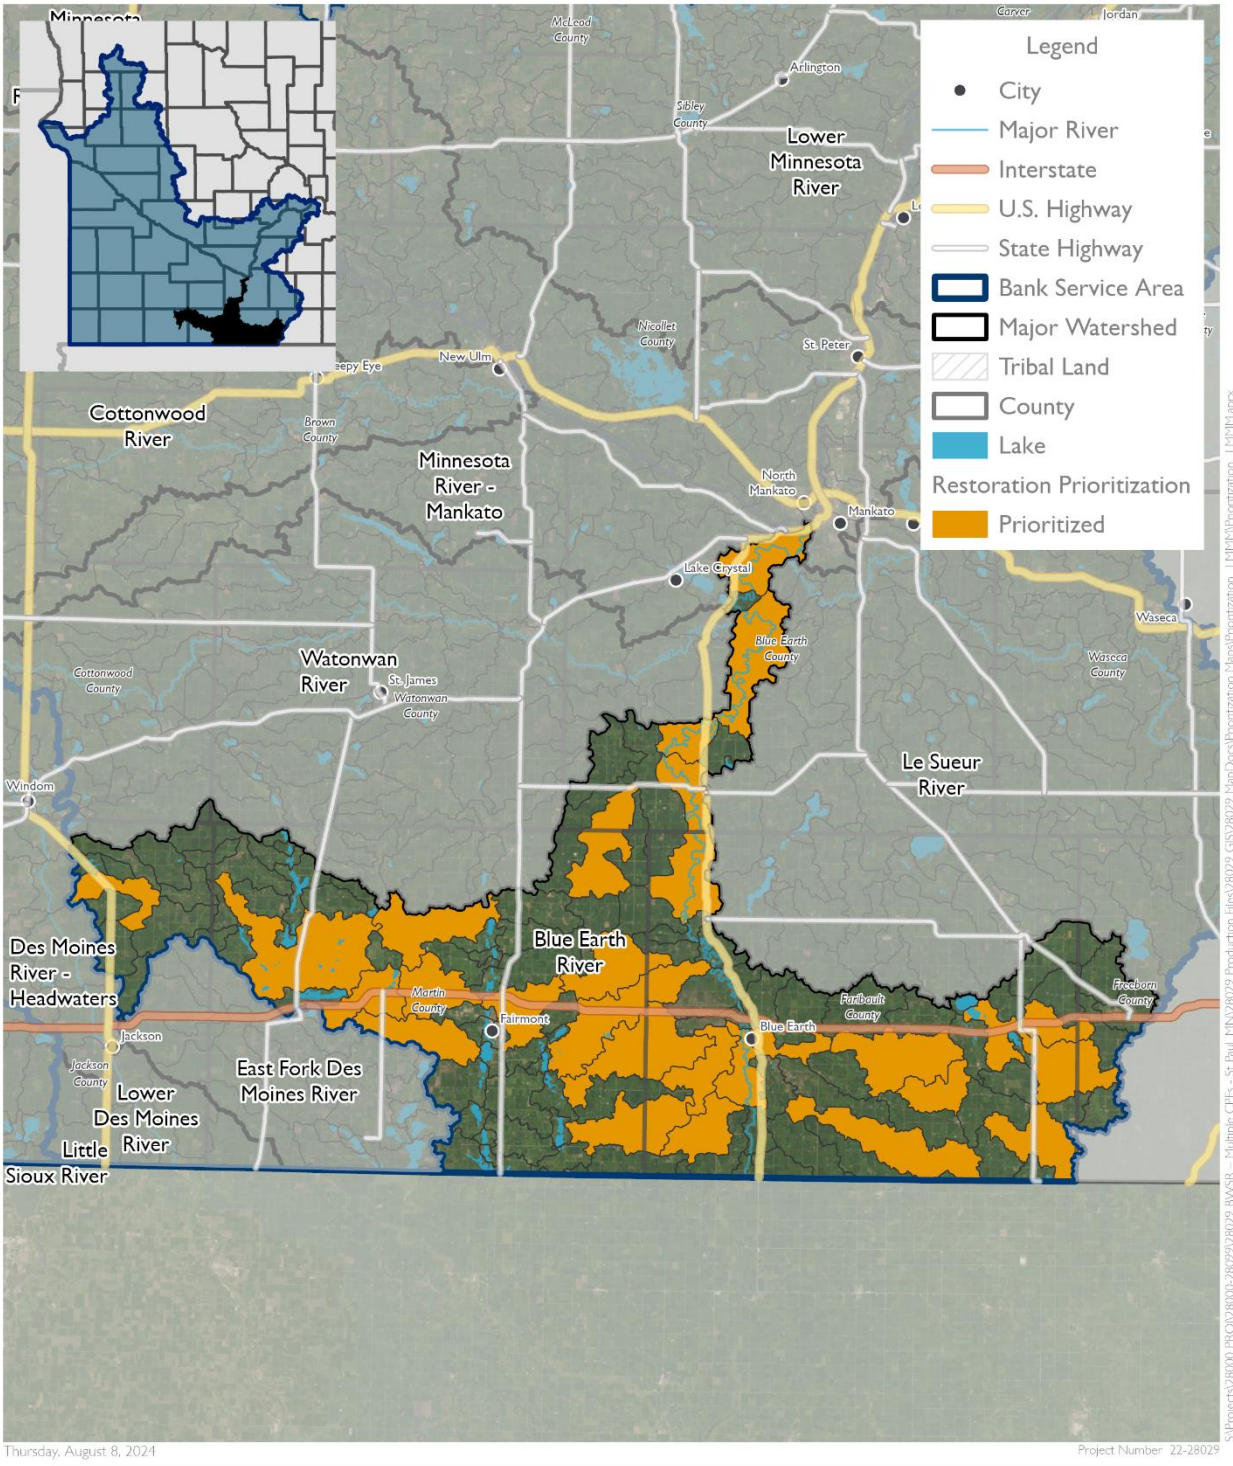 Minnesota
McLeod
County
Carver
Jordan
Arlington
Sibley
County
Lower
Minnesota
River
Legend
City
Major River
Interstate
U.S. Highway
State Highway
Bank Service Area
Major Watershed
Tribal Land
County
Lake
Restoration Prioritization
Prioritized
Nicollet
County
St. Peter
New Ulm
eepy Eye
Cottonwood
River
Brown
County
Minnesota
River -
Mankato
North
Mankato
Mankato
Lake Crystal
Waseca
Blue Earth
County
Waseca
County
Cottonwood
County
Watonwan
River
St. James
Watonwan
County
Le Sueur
River
Windom
Des Moines
River -
Headwaters
Blue Earth
River
Martin
County
Faribault
County
Freeborn
County
Fairmont
Blue Earth
Jackson
Jackson
County
East Fork Des
Moines River
Lower
Des Moines
River
Little
Sioux River
Thursday, August 8, 2024
Project Number 22-28029